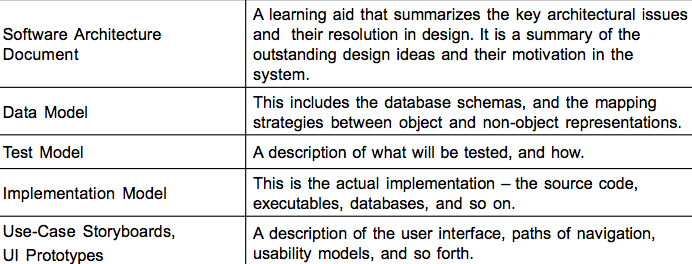 Software Architecture
Document
A learning aid that summarizes the key architectural issues
and their resolution in design. It is a summary of the
outstanding design ideas and their motivation in the
system.
Data Model
This includes the database schemas, and the mapping
strategies between object and non-object representations.
Test Model
A description of what will be tested, and how.
Implementation Model
This is the actual implementation – the source code,
executables, databases, and so on.
Use-Case Storyboards,
UI Prototypes
A description of the user interface, paths of navigation,
usability models, and so forth.